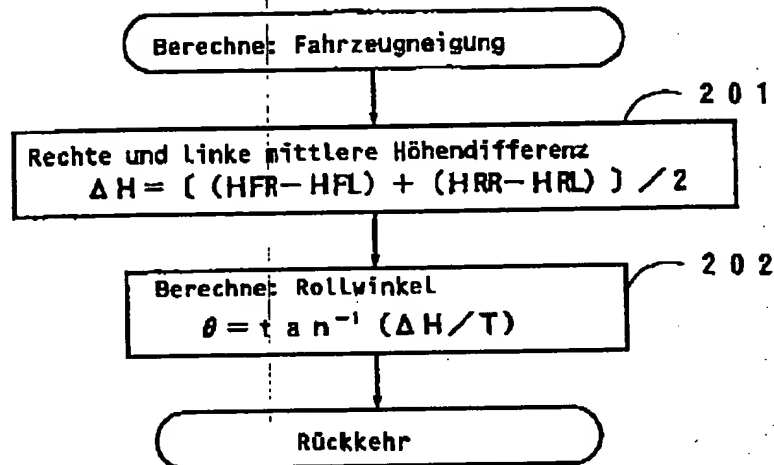 Berechne: Fahrzeugneigung
201
Rechte und linke mittlere Höhendifferenz
ΔH = [ (HFR-HFL) + (HRR-HRL) ] / 2
202
Berechne: Rollwinkel
θ = tan⁻¹ (ΔH/T)
Rückkehr